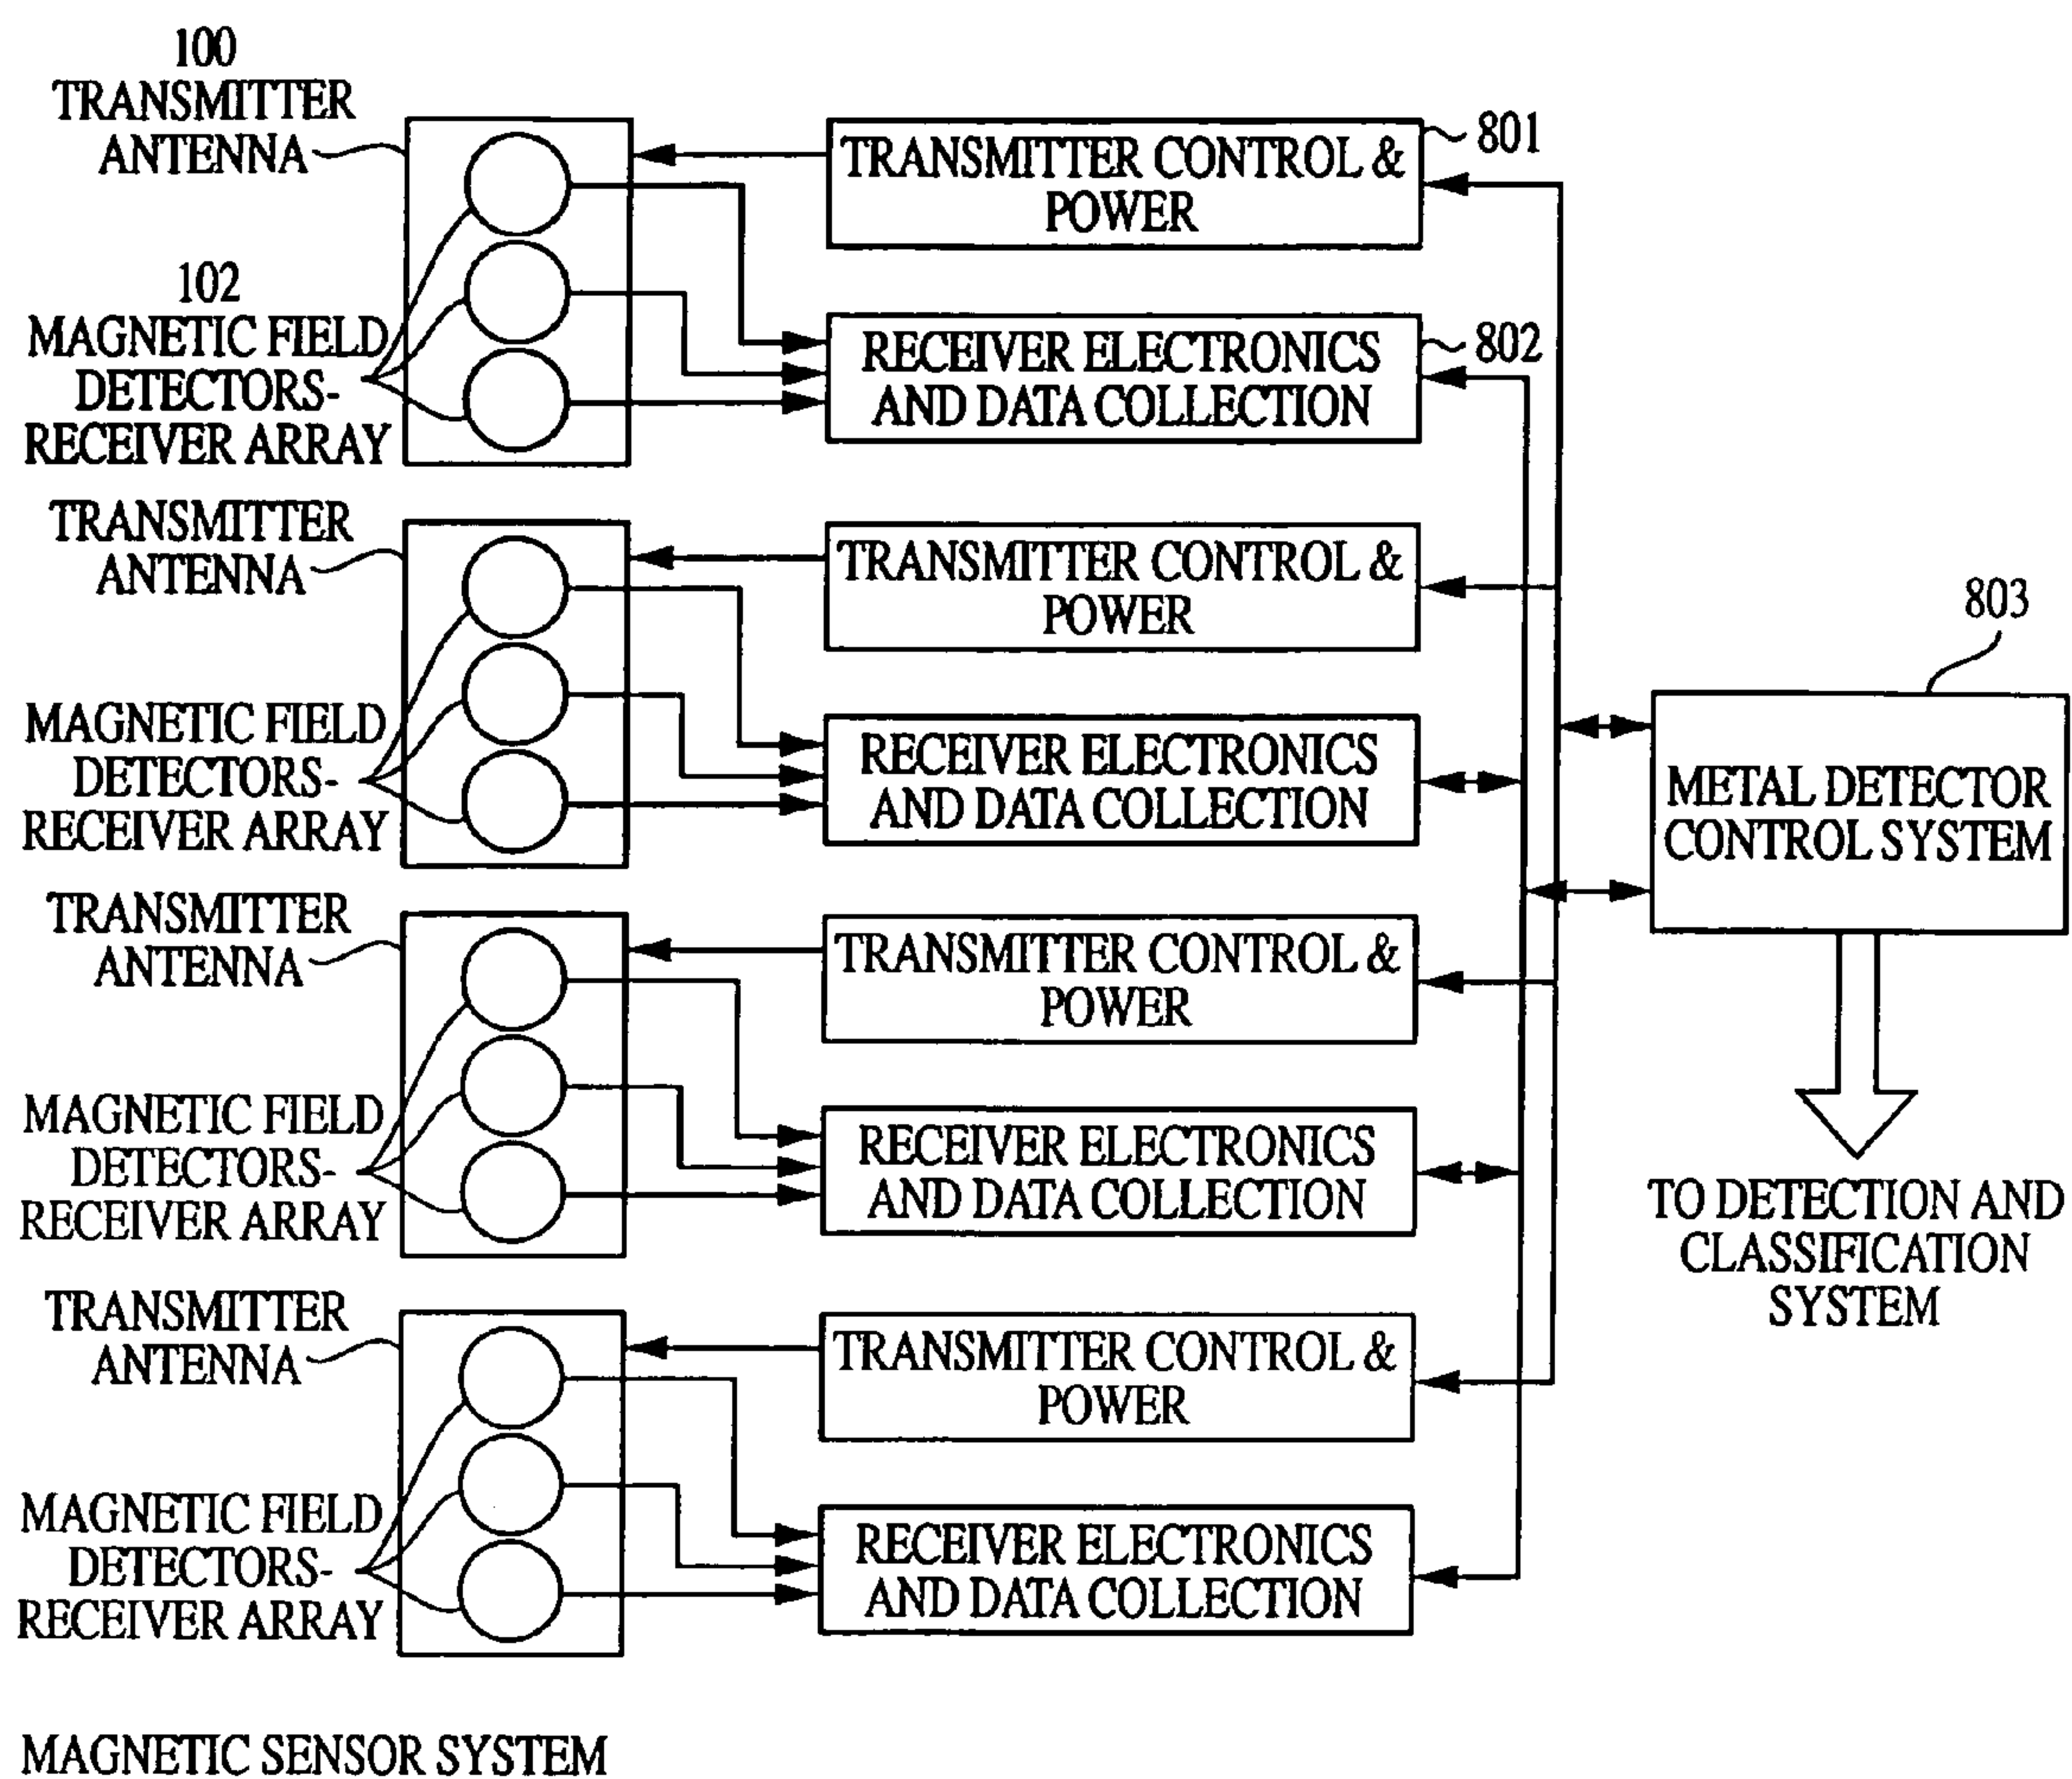 100
TRANSMITTER
ANTENNA
TRANSMITTER CONTROL &
POWER
801
102
MAGNETIC FIELD
DETECTORS-
RECEIVER ARRAY
RECEIVER ELECTRONICS
AND DATA COLLECTION
802
TRANSMITTER
ANTENNA
TRANSMITTER CONTROL &
POWER
MAGNETIC FIELD
DETECTORS-
RECEIVER ARRAY
RECEIVER ELECTRONICS
AND DATA COLLECTION
803
METAL DETECTOR
CONTROL SYSTEM
TRANSMITTER
ANTENNA
TRANSMITTER CONTROL &
POWER
MAGNETIC FIELD
DETECTORS-
RECEIVER ARRAY
RECEIVER ELECTRONICS
AND DATA COLLECTION
TO DETECTION AND
CLASSIFICATION
SYSTEM
TRANSMITTER
ANTENNA
TRANSMITTER CONTROL &
POWER
MAGNETIC FIELD
DETECTORS-
RECEIVER ARRAY
RECEIVER ELECTRONICS
AND DATA COLLECTION
MAGNETIC SENSOR SYSTEM